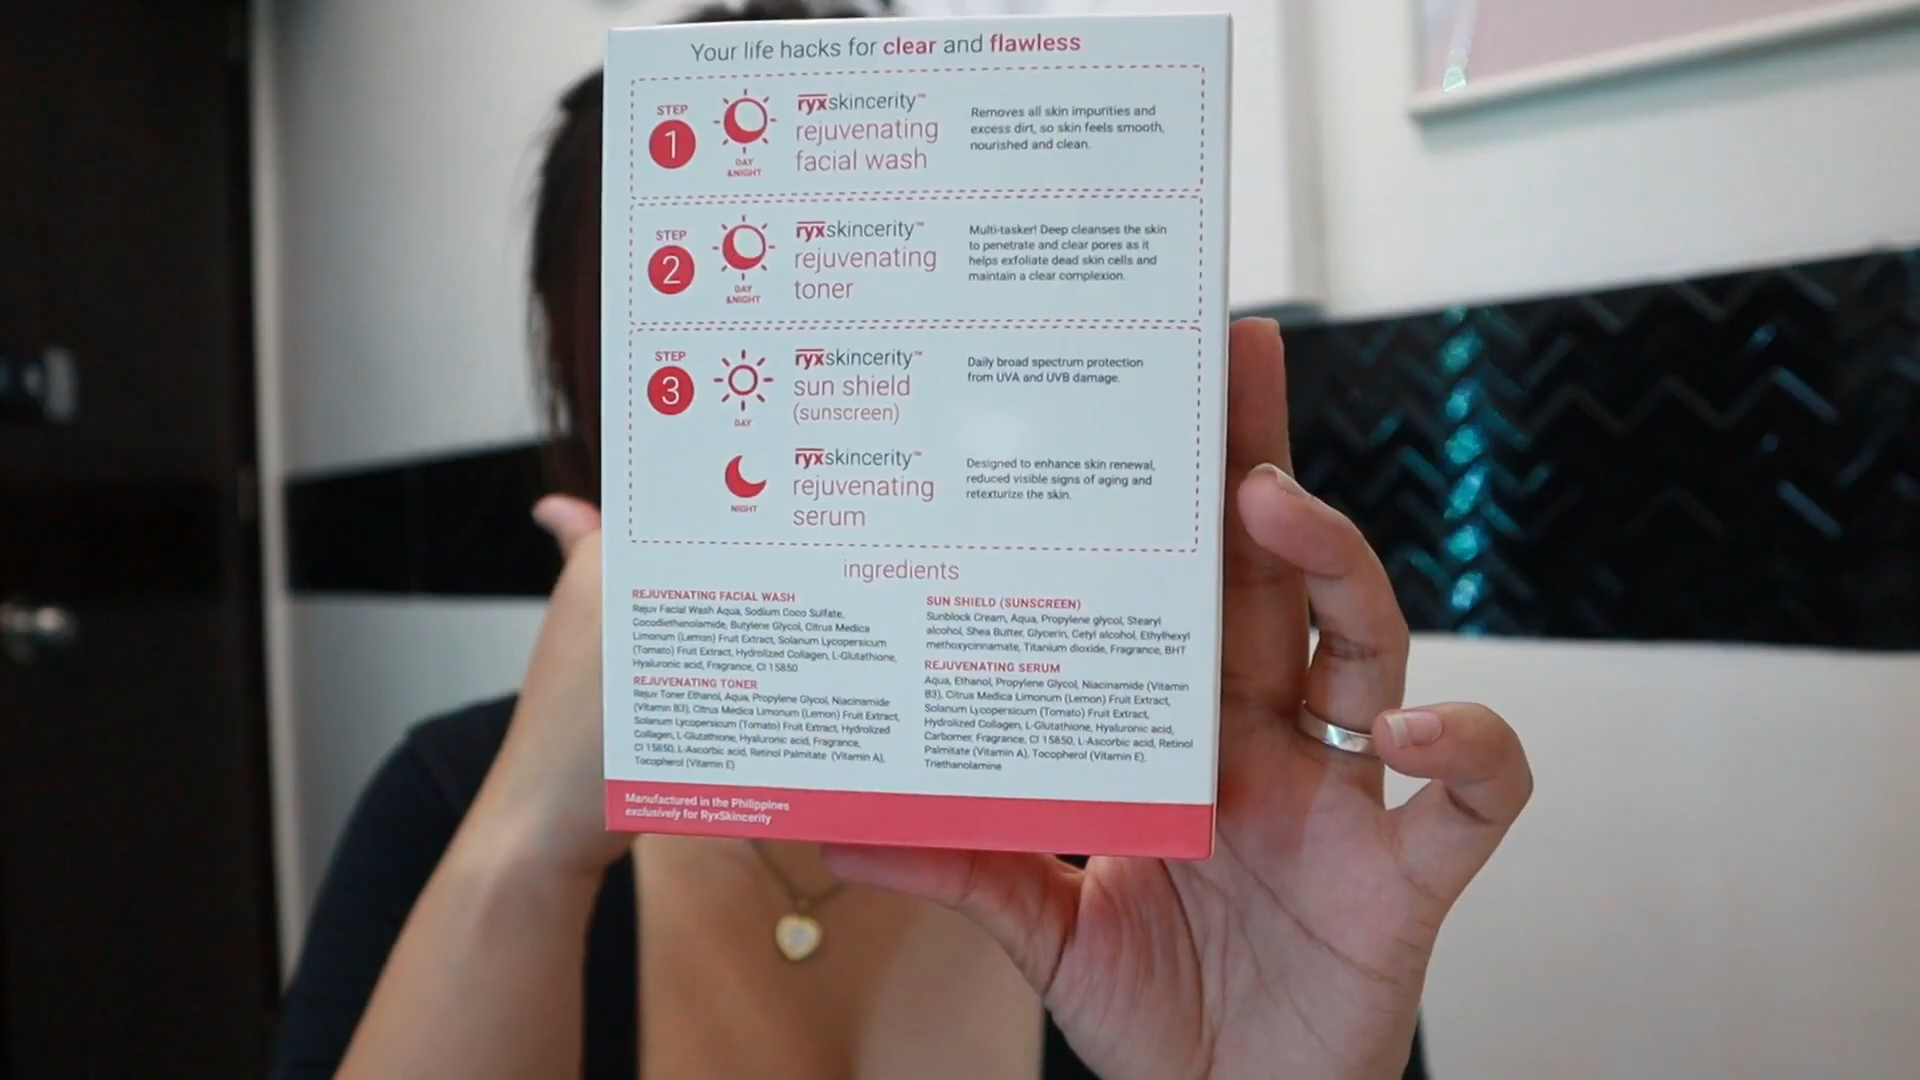 Your life hacks for clear and flawless
STEP
1
DAY
&NIGHT
ryxskincerity™
rejuvenating
facial wash
Removes all skin impurities and
excess dirt, so skin feels smooth,
nourished and clean.
STEP
2
DAY
&NIGHT
ryxskincerity™
rejuvenating
toner
Multi-tasker! Deep cleanses the skin
to penetrate and clear pores as it
helps exfoliate dead skin cells and
maintain a clear complexion.
STEP
3
DAY
ryxskincerity™
sun shield
(sunscreen)
Daily broad spectrum protection
from UVA and UVB damage.
NIGHT
ryxskincerity™
rejuvenating
serum
Designed to enhance skin renewal,
reduced visible signs of aging and
retexturize the skin.
ingredients
REJUVENATING FACIAL WASH
Rejuv Facial Wash Aqua, Sodium Coco Sulfate,
Cocodiethanolamide, Butylene Glycol, Citrus Medica
Limonum (Lemon) Fruit Extract, Solanum Lycopersicum
(Tomato) Fruit Extract, Hydrolized Collagen, L-Glutathione,
Hyaluronic acid, Fragrance, CI 15850
REJUVENATING TONER
Rejuv Toner Ethanol, Aqua, Propylene Glycol, Niacinamide
(Vitamin B3), Citrus Medica Limonum (Lemon) Fruit Extract,
Solanum Lycopersicum (Tomato) Fruit Extract, Hydrolized
Collagen, L-Glutathione, Hyaluronic acid, Fragrance,
CI 15850, L-Ascorbic acid, Retinol Palmitate (Vitamin A),
Tocopherol (Vitamin E)
SUN SHIELD (SUNSCREEN)
Sunblock Cream, Aqua, Propylene glycol, Stearyl
alcohol, Shea Butter, Glycerin, Cetyl alcohol, Ethylhexyl
methoxycinnamate, Titanium dioxide, Fragrance, BHT
REJUVENATING SERUM
Aqua, Ethanol, Propylene Glycol, Niacinamide (Vitamin
B3), Citrus Medica Limonum (Lemon) Fruit Extract,
Solanum Lycopersicum (Tomato) Fruit Extract,
Hydrolized Collagen, L-Glutathione, Hyaluronic acid,
Carbomer, Fragrance, CI 15850, L-Ascorbic acid, Retinol
Palmitate (Vitamin A), Tocopherol (Vitamin E),
Triethanolamine
Manufactured in the Philippines
exclusively for RyxSkincerity